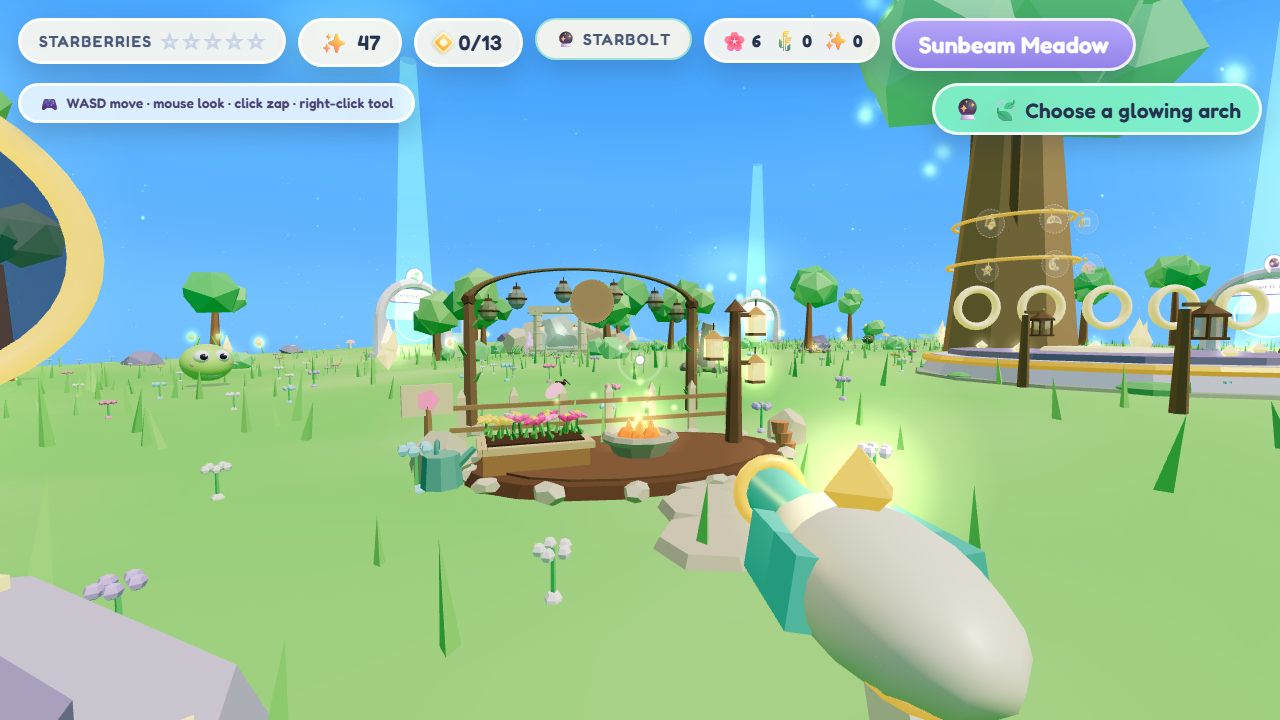 STARBERRIES
47
0/13
STARBOLT
6
0
0
Sunbeam Meadow
WASD move · mouse look · click zap · right-click tool
Choose a glowing arch